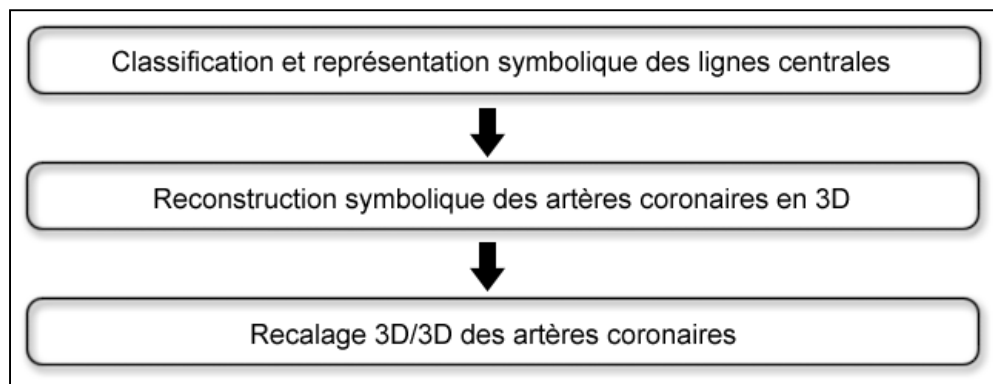 Classification et représentation symbolique des lignes centrales
Reconstruction symbolique des artères coronaires en 3D
Recalage 3D/3D des artères coronaires